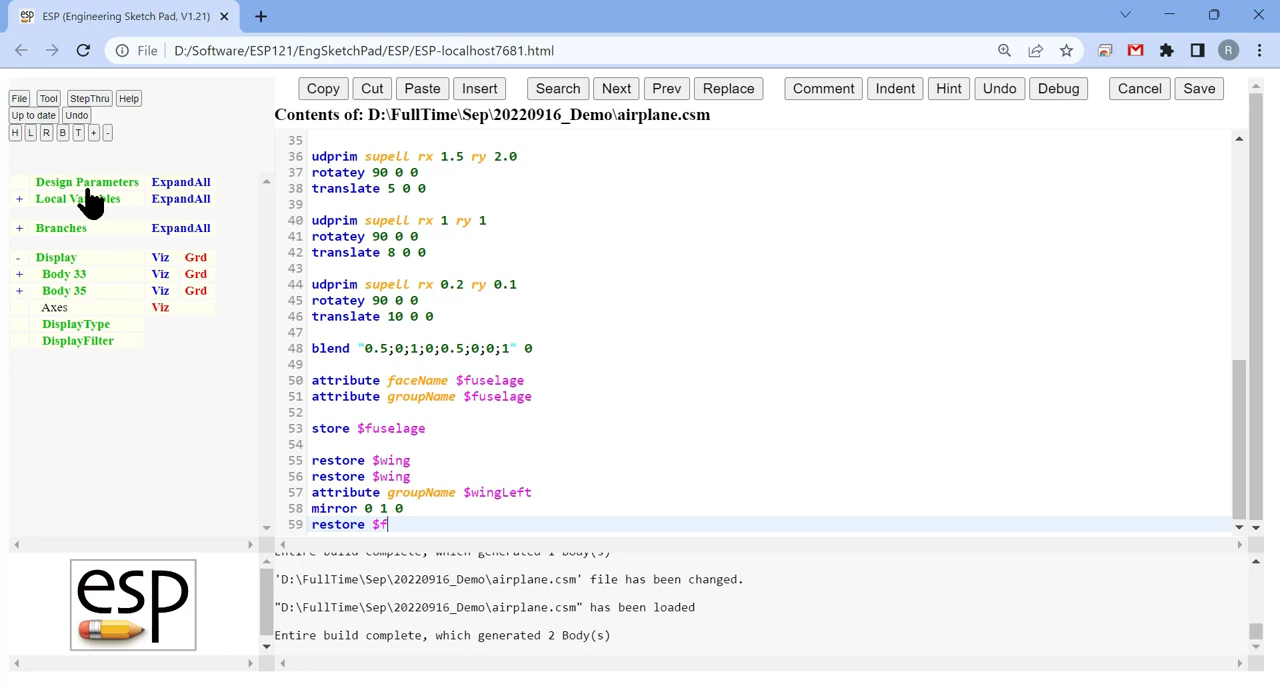 ESP (Engineering Sketch Pad, V1.21)
File D:/Software/ESP121/EngSketchPad/ESP/ESP-localhost7681.html
R
File Tool StepThru Help
Up to date Undo
H L R B T + -
Copy Cut Paste Insert Search Next Prev Replace Comment Indent Hint Undo Debug Cancel Save
Contents of: D:\FullTime\Sep\20220916_Demo\airplane.csm
Design Parameters ExpandAll
+ Local Variables ExpandAll
+ Branches ExpandAll
- Display Viz Grd
+ Body 33 Viz Grd
+ Body 35 Viz Grd
Axes Viz
DisplayType
DisplayFilter
35
36 udprim supell rx 1.5 ry 2.0
37 rotatey 90 0 0
38 translate 5 0 0
39
40 udprim supell rx 1 ry 1
41 rotatey 90 0 0
42 translate 8 0 0
43
44 udprim supell rx 0.2 ry 0.1
45 rotatey 90 0 0
46 translate 10 0 0
47
48 blend "0.5;0;1;0;0.5;0;0;1" 0
49
50 attribute faceName $fuselage
51 attribute groupName $fuselage
52
53 store $fuselage
54
55 restore $wing
56 restore $wing
57 attribute groupName $wingLeft
58 mirror 0 1 0
59 restore $f
esp
Entire build complete, which generated 1 Body(s)
'D:\FullTime\Sep\20220916_Demo\airplane.csm' file has been changed.
"D:\FullTime\Sep\20220916_Demo\airplane.csm" has been loaded
Entire build complete, which generated 2 Body(s)